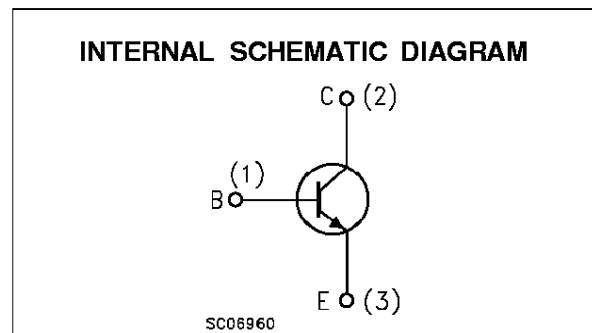 INTERNAL SCHEMATIC DIAGRAM
C (2)
(1)
B
E (3)
SC06960